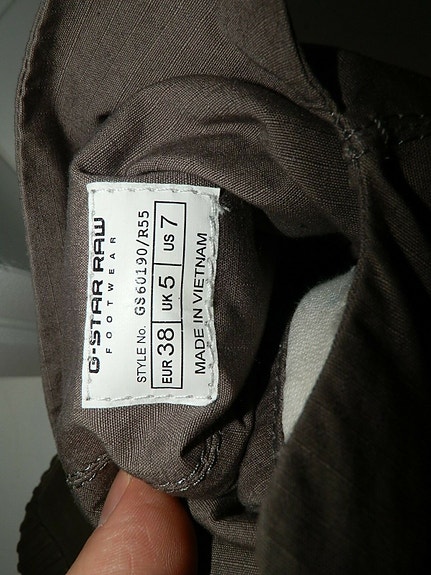 G-STAR RAW
FOOTWEAR
STYLE No. GS60190/R55
EUR 38 UK 5 US 7
MADE IN VIETNAM